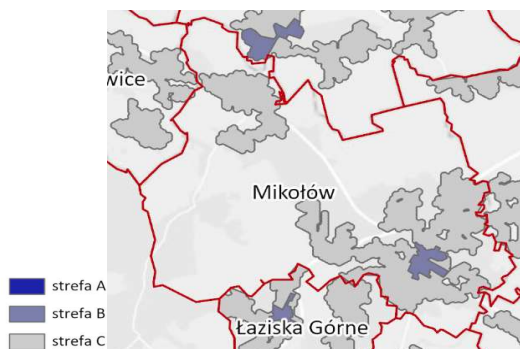 wice
Mikołów
Łaziska Górne
strefa A
strefa B
strefa C